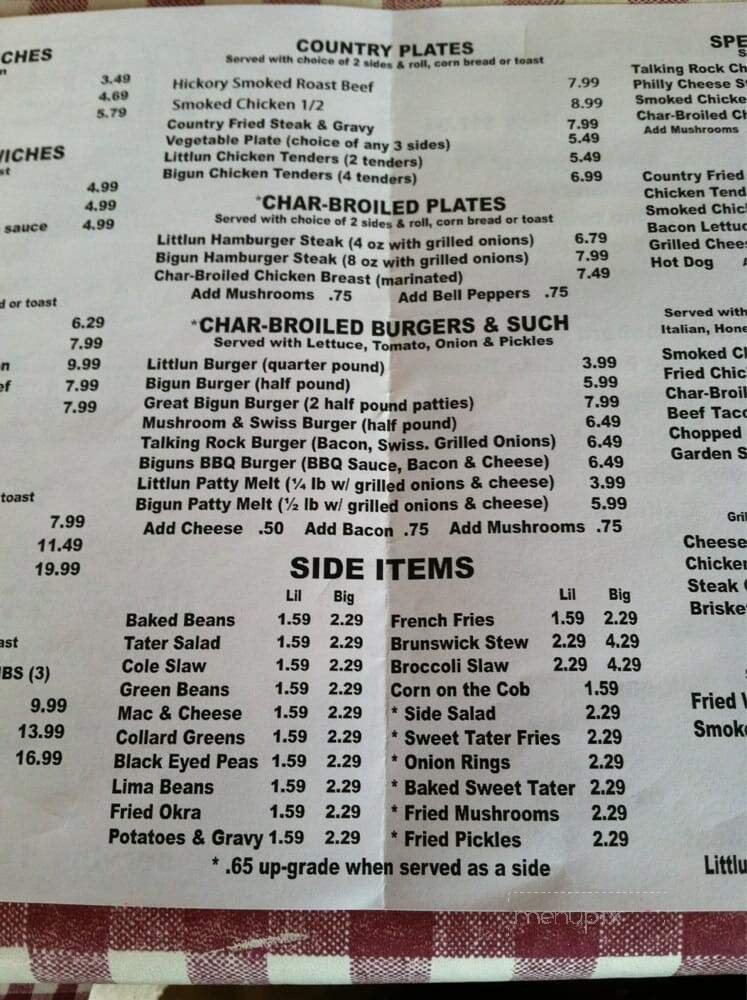 CHES
3.49
4.69
5.79
WICHES
4.99
4.99
sauce 4.99
d or toast
6.29
7.99
9.99
7.99
7.99
toast
7.99
11.49
19.99
ast
(3)
9.99
13.99
16.99
COUNTRY PLATES
Served with choice of 2 sides & roll, corn bread or toast
Hickory Smoked Roast Beef 7.99
Smoked Chicken 1/2 8.99
Country Fried Steak & Gravy 7.99
Vegetable Plate (choice of any 3 sides) 5.49
Littlun Chicken Tenders (2 tenders) 5.49
Bigun Chicken Tenders (4 tenders) 6.99
*CHAR-BROILED PLATES
Served with choice of 2 sides & roll, corn bread or toast
Littlun Hamburger Steak (4 oz with grilled onions) 6.79
Bigun Hamburger Steak (8 oz with grilled onions) 7.99
Char-Broiled Chicken Breast (marinated) 7.49
Add Mushrooms .75 Add Bell Peppers .75
*CHAR-BROILED BURGERS & SUCH
Served with Lettuce, Tomato, Onion & Pickles
Littlun Burger (quarter pound) 3.99
Bigun Burger (half pound) 5.99
Great Bigun Burger (2 half pound patties) 7.99
Mushroom & Swiss Burger (half pound) 6.49
Talking Rock Burger (Bacon, Swiss. Grilled Onions) 6.49
Biguns BBQ Burger (BBQ Sauce, Bacon & Cheese) 6.49
Littlun Patty Melt (¼ lb w/ grilled onions & cheese) 3.99
Bigun Patty Melt (½ lb w/ grilled onions & cheese) 5.99
Add Cheese .50 Add Bacon .75 Add Mushrooms .75
SIDE ITEMS
Lil Big
Baked Beans 1.59 2.29
Tater Salad 1.59 2.29
Cole Slaw 1.59 2.29
Green Beans 1.59 2.29
Mac & Cheese 1.59 2.29
Collard Greens 1.59 2.29
Black Eyed Peas 1.59 2.29
Lima Beans 1.59 2.29
Fried Okra 1.59 2.29
Potatoes & Gravy 1.59 2.29
Lil Big
French Fries 1.59 2.29
Brunswick Stew 2.29 4.29
Broccoli Slaw 2.29 4.29
Corn on the Cob 1.59
* Side Salad 2.29
* Sweet Tater Fries 2.29
* Onion Rings 2.29
* Baked Sweet Tater 2.29
* Fried Mushrooms 2.29
* Fried Pickles 2.29
* .65 up-grade when served as a side
SPE
Talking Rock Ch
Philly Cheese S
Smoked Chicke
Char-Broiled Ch
Add Mushrooms
Country Fried
Chicken Tend
Smoked Chic
Bacon Lettuc
Grilled Chee
Hot Dog
Served with
Italian, Hone
Smoked Ch
Fried Chic
Char-Broil
Beef Taco
Chopped
Garden S
Gril
Cheese
Chicken
Steak
Briske
Fried
Smoke
Littlu
menupix